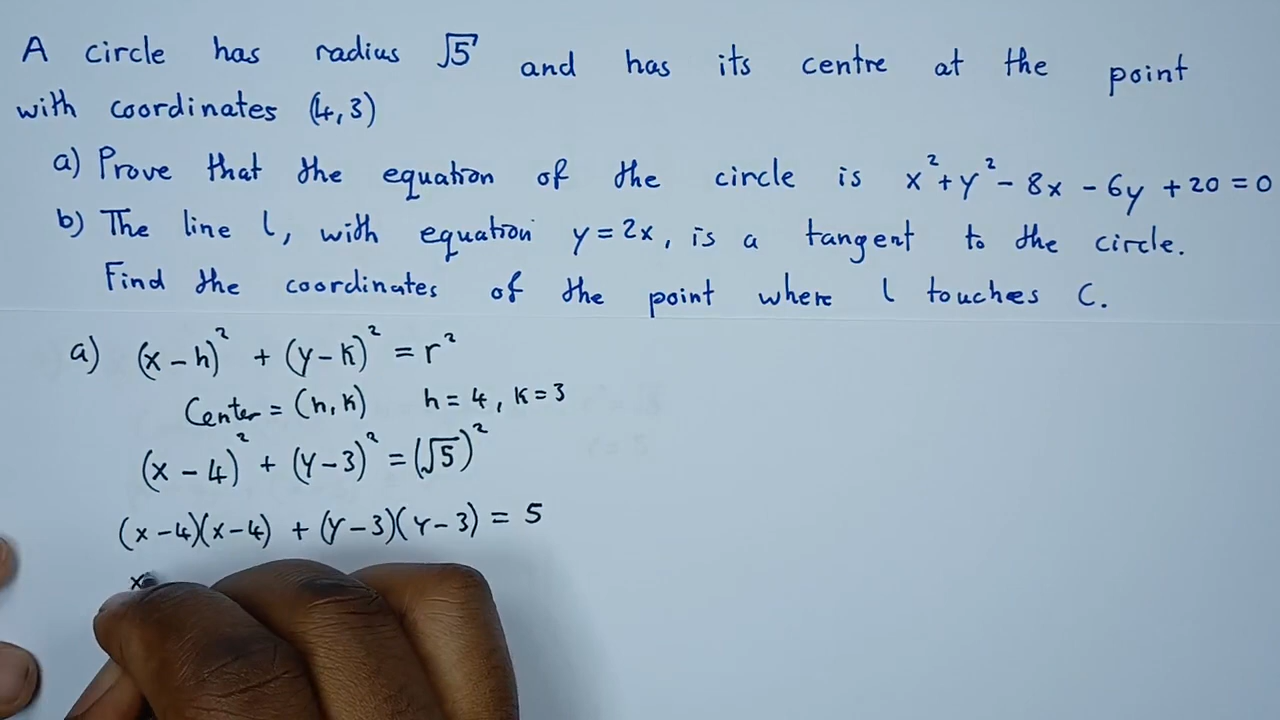 A circle has radius √5 and has its centre at the point
with coordinates (4,3)
a) Prove that the equation of the circle is x²+y²-8x-6y+20=0
b) The line l, with equation y=2x, is a tangent to the circle.
Find the coordinates of the point where l touches C.
a) (x-h)² + (y-k)² = r²
Center = (h,k) h=4, k=3
(x-4)² + (y-3)² = (√5)²
(x-4)(x-4) + (y-3)(y-3) = 5
x